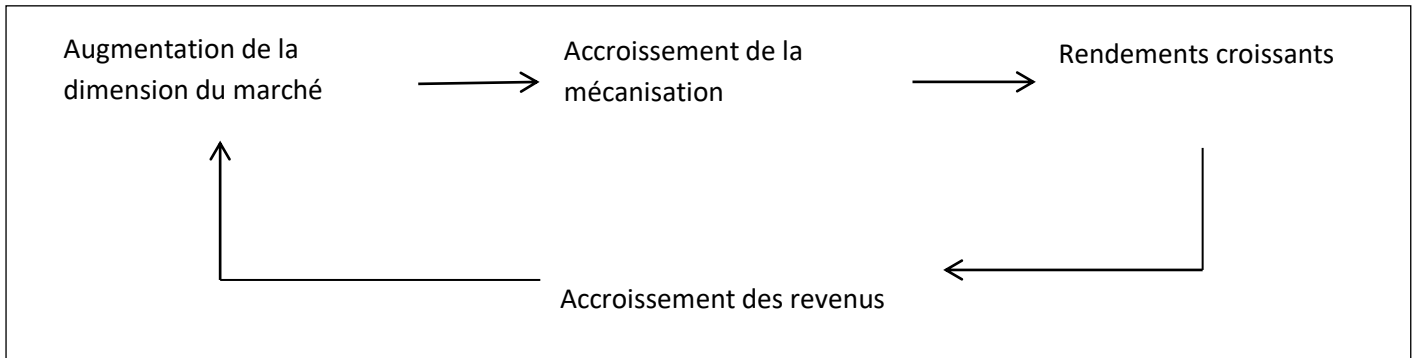 Augmentation de la
dimension du marché
Accroissement de la
mécanisation
Rendements croissants
Accroissement des revenus